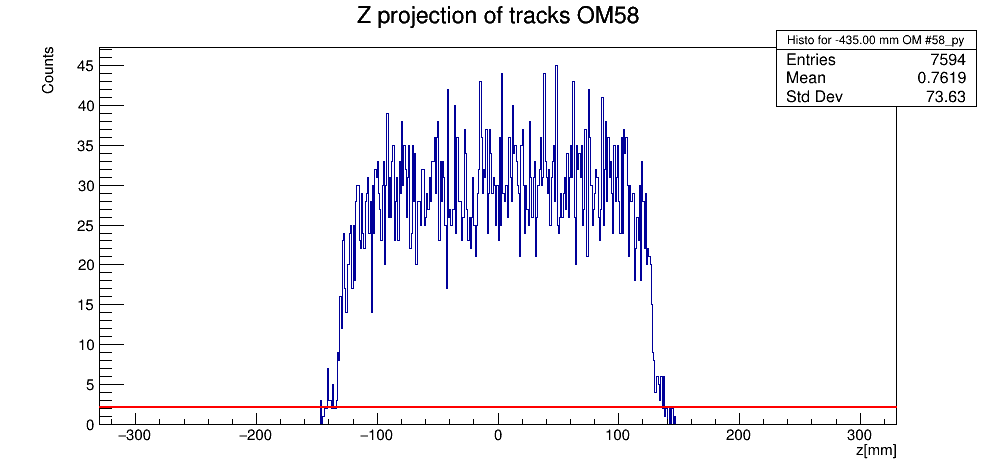 Z projection of tracks OM58
Histo for -435.00 mm OM #58_py
Entries 7594
Mean 0.7619
Std Dev 73.63
Counts
45
40
35
30
25
20
15
10
5
0
−300 −200 −100 0 100 200 300
z[mm]